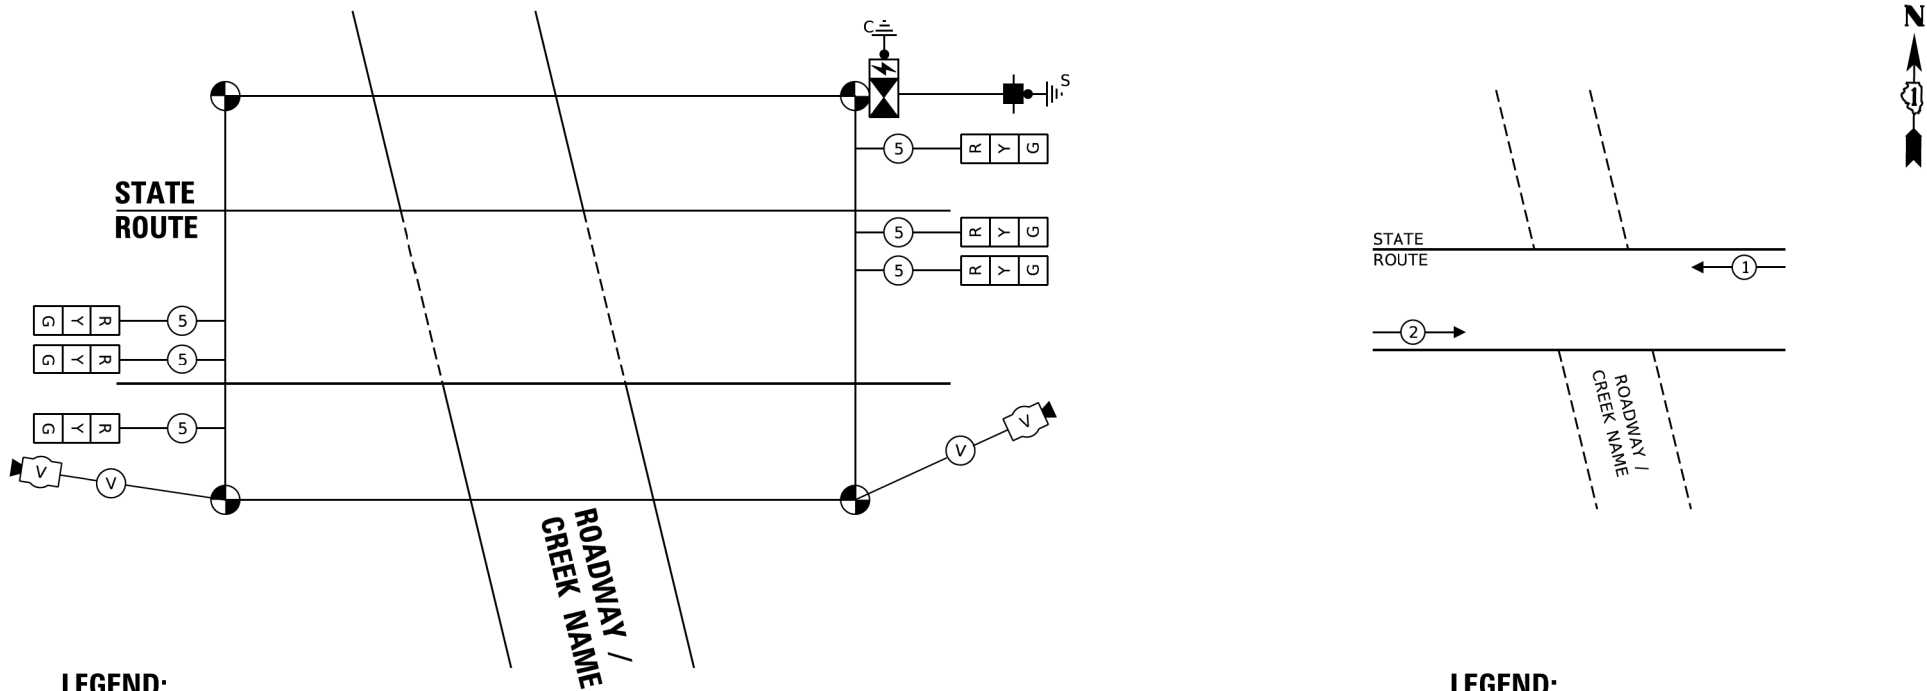 C
S
5 R Y G
STATE
ROUTE
5 R Y G
5 R Y G
G Y R 5
G Y R 5
G Y R 5
V V
V V
ROADWAY /
CREEK NAME
LEGEND:
N
1
STATE
ROUTE
1
2
ROADWAY /
CREEK NAME
LEGEND: